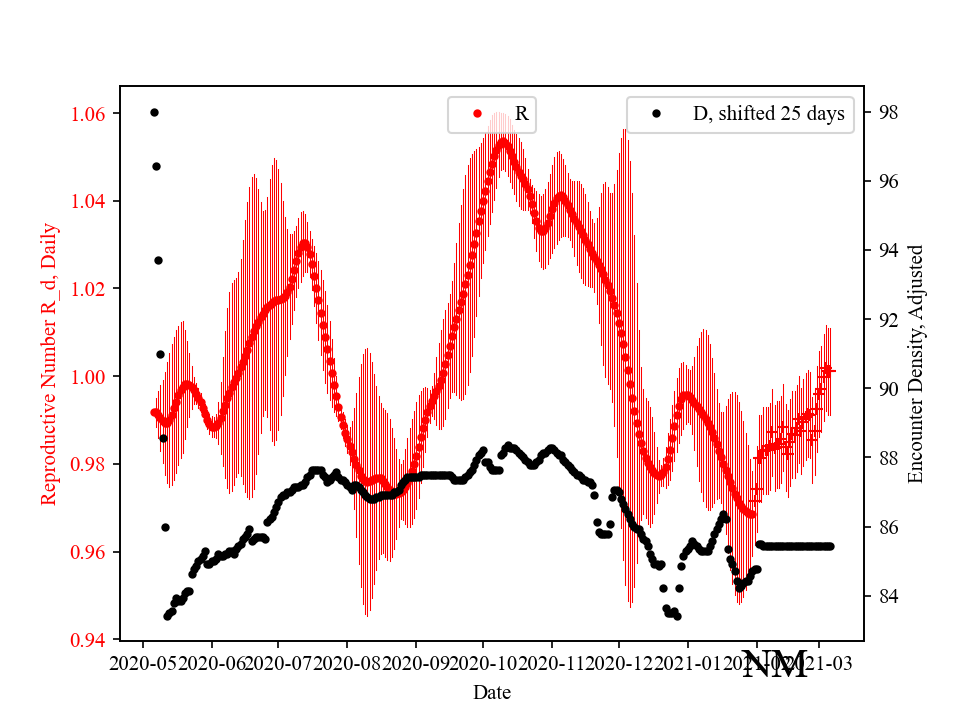 R
D, shifted 25 days
1.06
1.04
1.02
1.00
0.98
0.96
0.94
Reproductive Number R_d, Daily
98
96
94
92
90
88
86
84
Encounter Density, Adjusted
2020-05 2020-06 2020-07 2020-08 2020-09 2020-10 2020-11 2020-12 2021-01 2021-02 2021-03
NM
Date